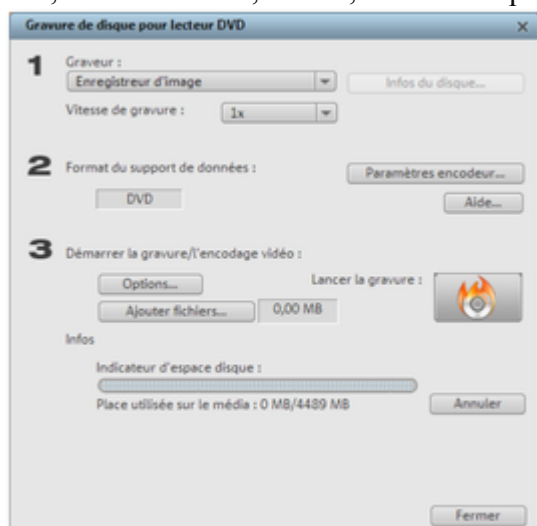 Gravure de disque pour lecteur DVD
1
Graveur :
Enregistreur d'image
Infos du disque...
Vitesse de gravure :
1x
2
Format du support de données :
Paramètres encodeur...
DVD
Aide...
3
Démarrer la gravure/l'encodage vidéo :
Options...
Lancer la gravure :
Ajouter fichiers...
0,00 MB
Infos
Indicateur d'espace disque :
Place utilisée sur le média : 0 MB/4489 MB
Annuler
Fermer